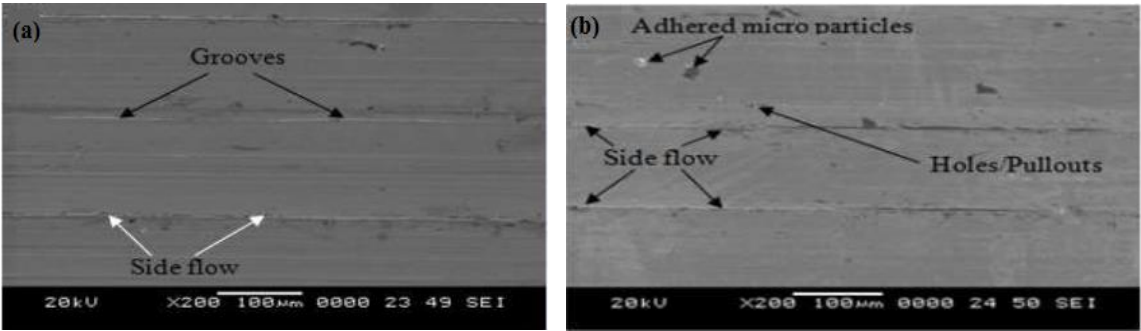 (a)
Grooves
Side flow
20kV X200 100µm 0000 23 49 SEI
(b)
Adhered micro particles
Side flow
Holes/Pullouts
20kV X200 100µm 0000 24 50 SEI